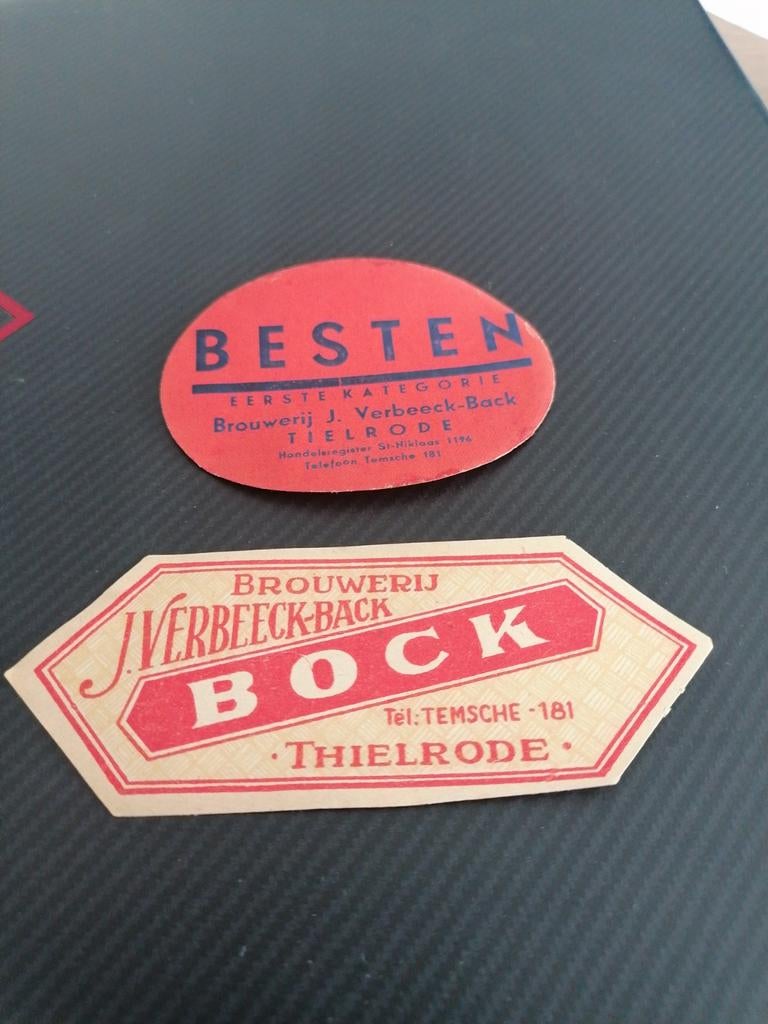 BESTEN
EERSTE KATEGORIE
Brouwerij J. Verbeeck-Back
TIELRODE
Handelsregister St-Niklaas 1196
Telefoon Temsche 181
BROUWERIJ
J. VERBEECK-BACK
BOCK
Tél: TEMSCHE - 181
· THIELRODE ·